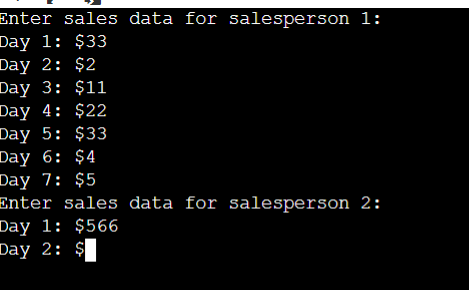 Enter sales data for salesperson 1:
Day 1: $33
Day 2: $2
Day 3: $11
Day 4: $22
Day 5: $33
Day 6: $4
Day 7: $5
Enter sales data for salesperson 2:
Day 1: $566
Day 2: $